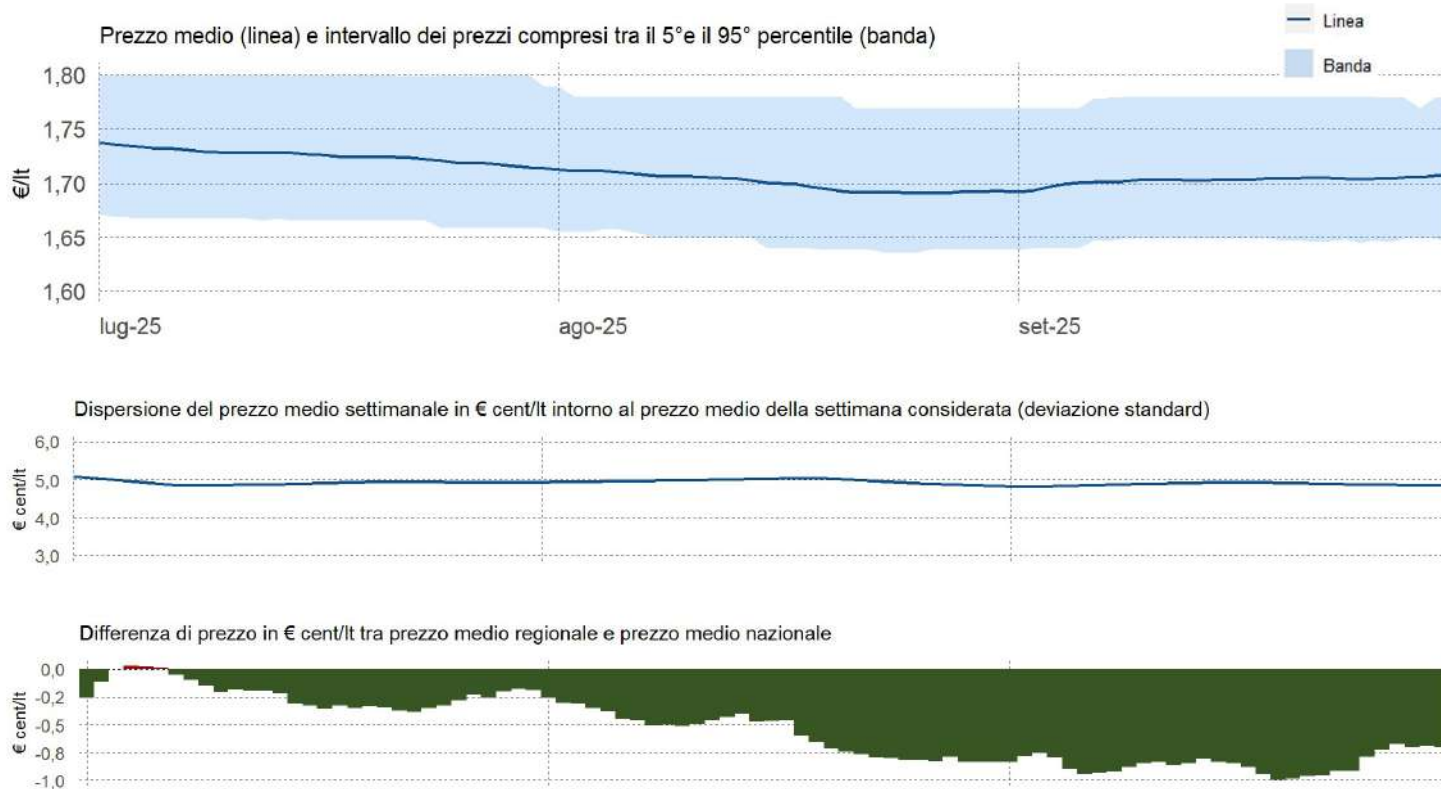 Prezzo medio (linea) e intervallo dei prezzi compresi tra il 5°e il 95° percentile (banda)
Linea
Banda
€/lt
1,80
1,75
1,70
1,65
1,60
lug-25 ago-25 set-25
Dispersione del prezzo medio settimanale in € cent/lt intorno al prezzo medio della settimana considerata (deviazione standard)
€ cent/lt
6,0
5,0
4,0
3,0
Differenza di prezzo in € cent/lt tra prezzo medio regionale e prezzo medio nazionale
€ cent/lt
0,0
-0,2
-0,5
-0,8
-1,0